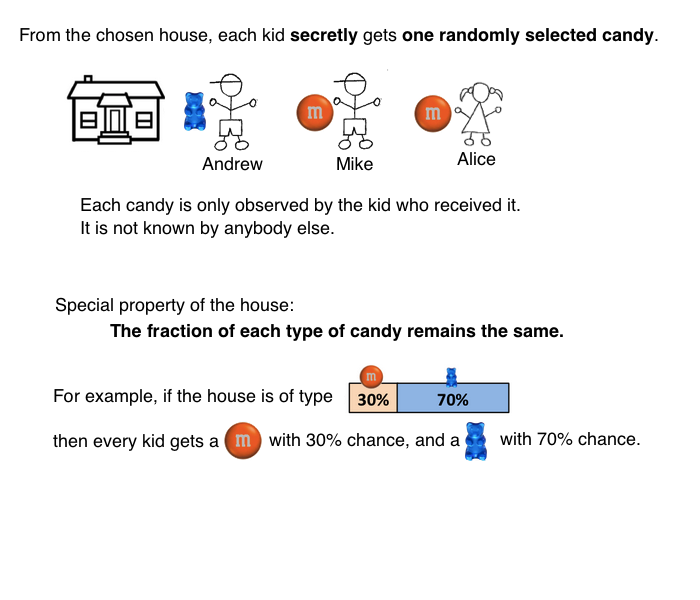 From the chosen house, each kid secretly gets one randomly selected candy.
m m
Andrew Mike Alice
Each candy is only observed by the kid who received it.
It is not known by anybody else.
Special property of the house:
The fraction of each type of candy remains the same.
m
For example, if the house is of type 30% 70%
then every kid gets a m with 30% chance, and a with 70% chance.